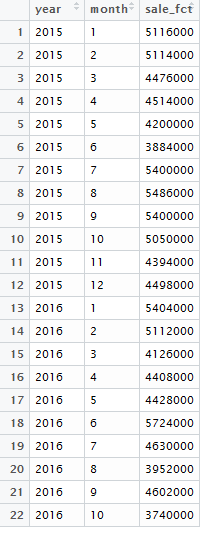 year month sale_fct
1 2015 1 5116000
2 2015 2 5114000
3 2015 3 4476000
4 2015 4 4514000
5 2015 5 4200000
6 2015 6 3884000
7 2015 7 5400000
8 2015 8 5486000
9 2015 9 5400000
10 2015 10 5050000
11 2015 11 4394000
12 2015 12 4498000
13 2016 1 5404000
14 2016 2 5112000
15 2016 3 4126000
16 2016 4 4408000
17 2016 5 4428000
18 2016 6 5724000
19 2016 7 4630000
20 2016 8 3952000
21 2016 9 4602000
22 2016 10 3740000